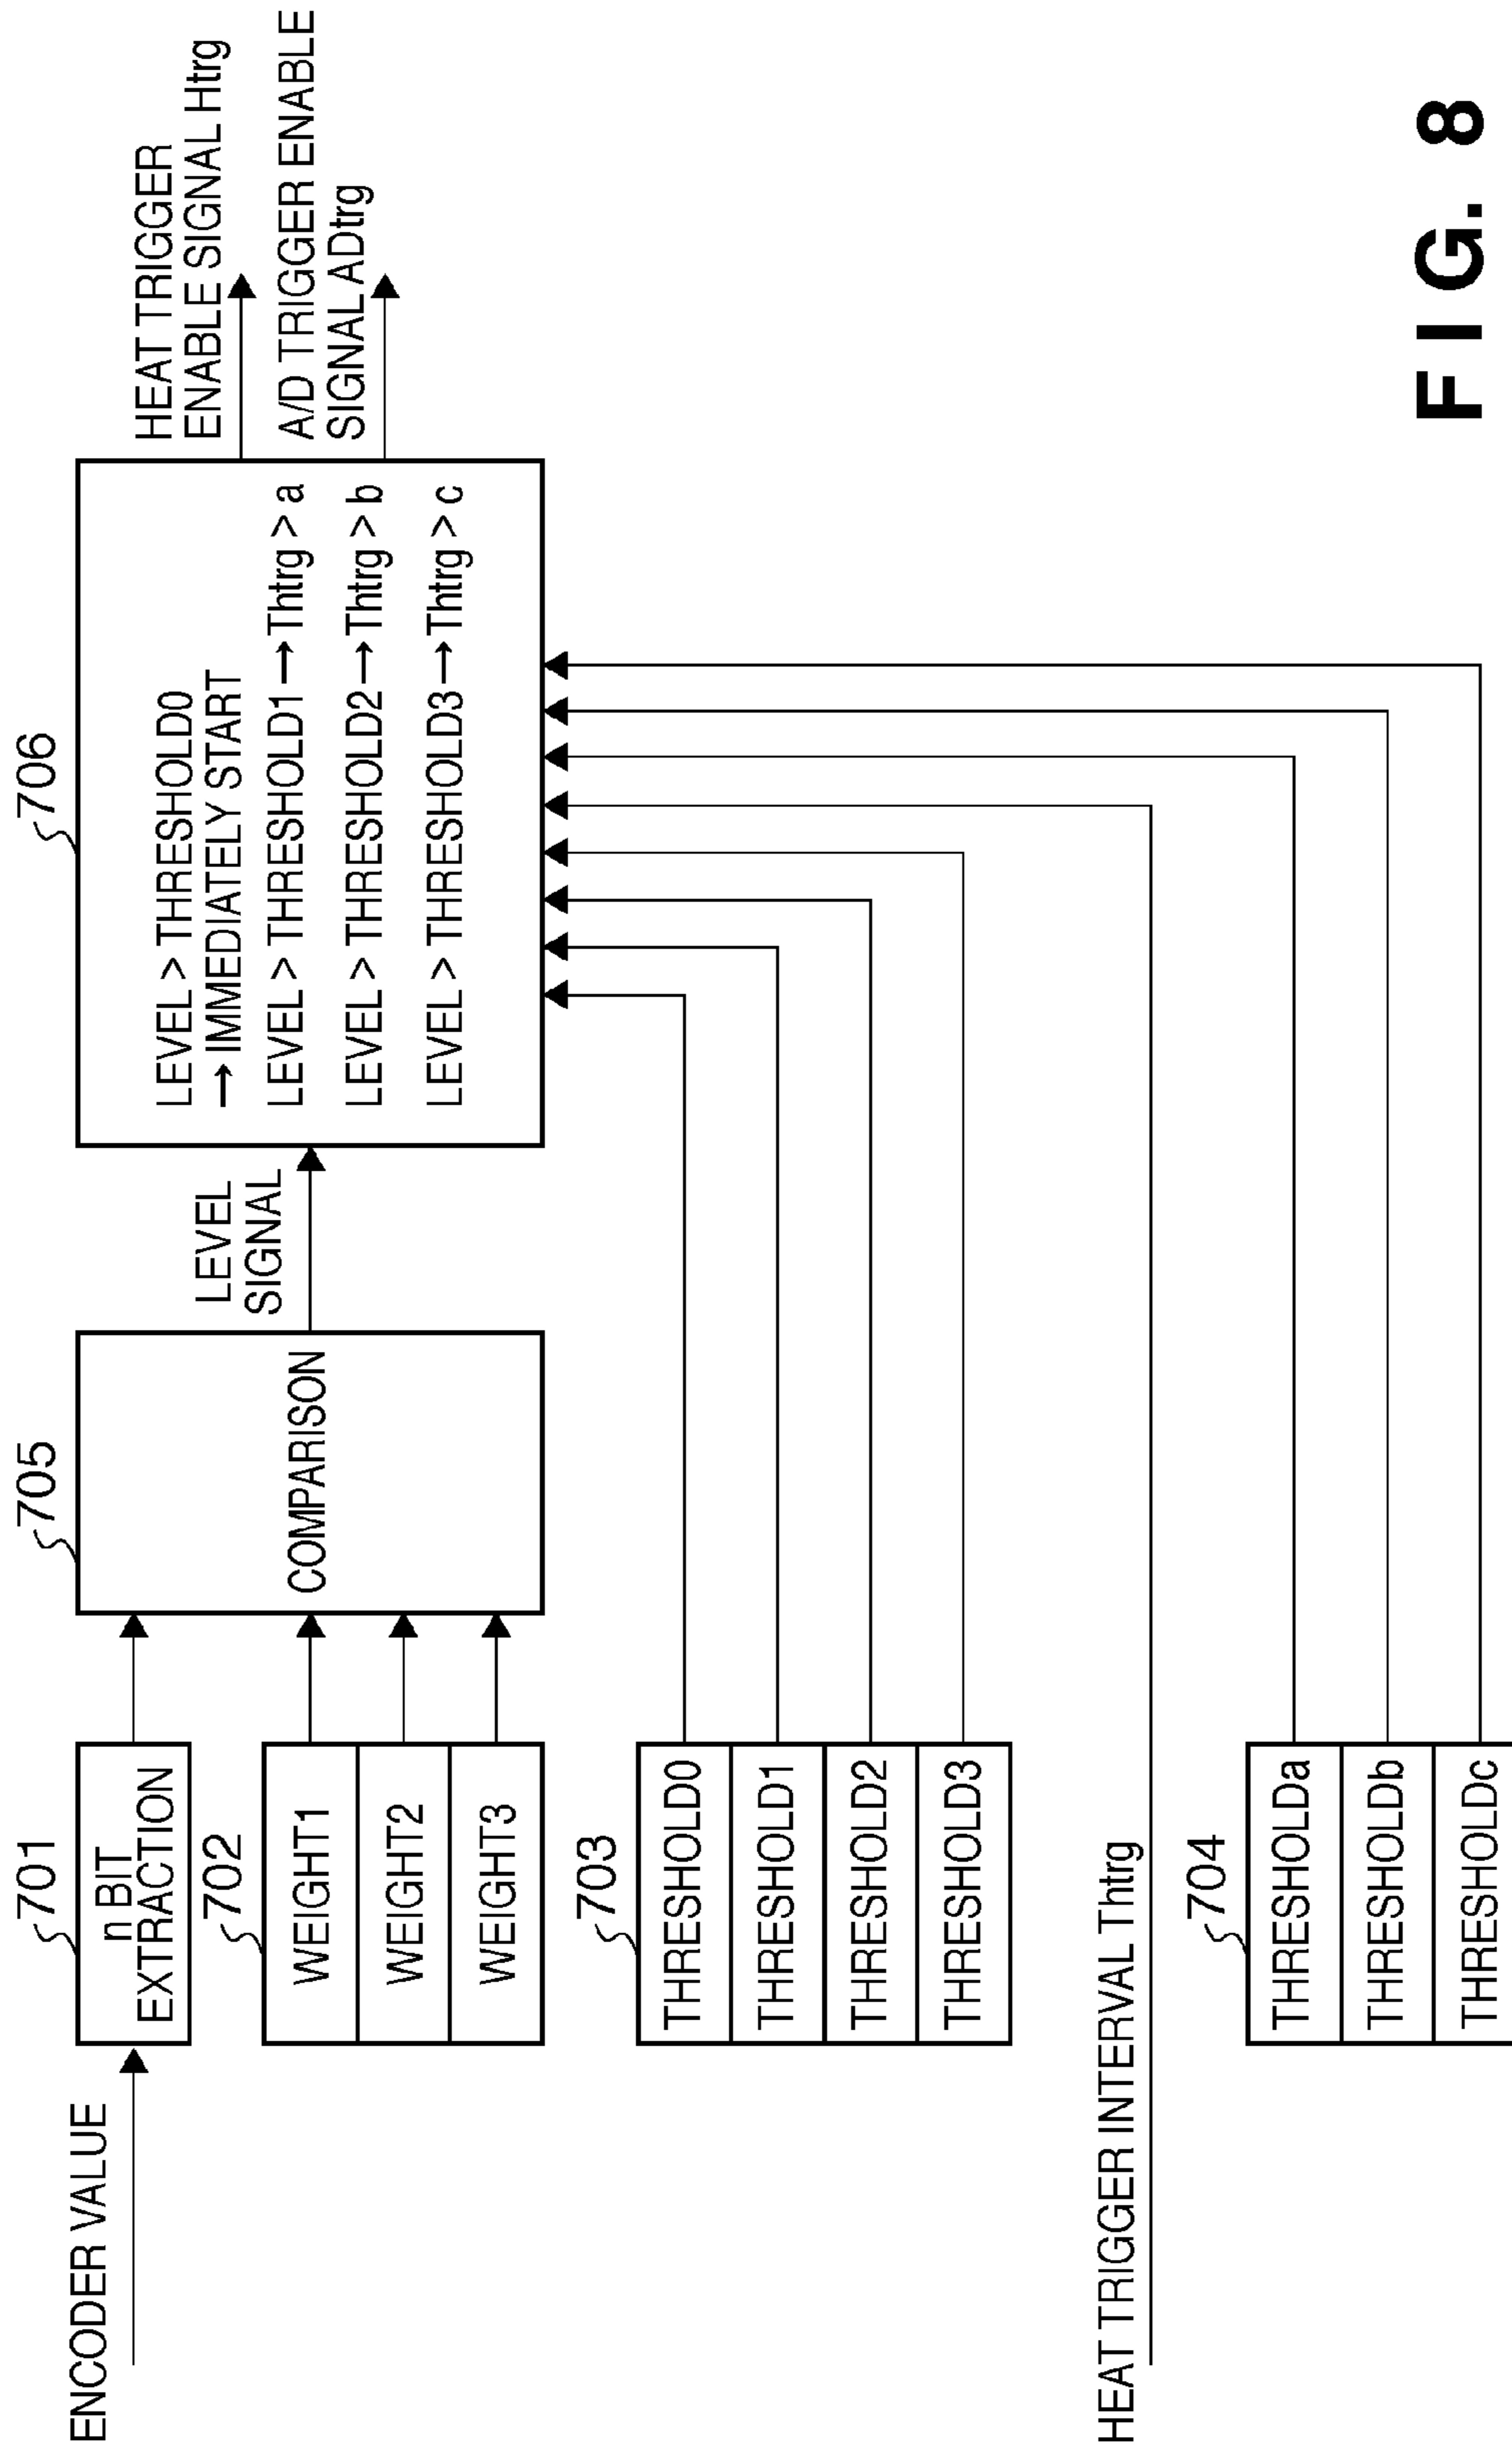 ENCODER VALUE
701
n BIT
EXTRACTION
702
WEIGHT1
WEIGHT2
WEIGHT3
703
THRESHOLD0
THRESHOLD1
THRESHOLD2
THRESHOLD3
HEAT TRIGGER INTERVAL Thtrg
704
THRESHOLDa
THRESHOLDb
THRESHOLDc
705
COMPARISON
LEVEL
SIGNAL
706
LEVEL > THRESHOLD0
→ IMMEDIATELY START
LEVEL > THRESHOLD1 → Thtrg > a
LEVEL > THRESHOLD2 → Thtrg > b
LEVEL > THRESHOLD3 → Thtrg > c
HEAT TRIGGER
ENABLE SIGNAL Htrg
A/D TRIGGER ENABLE
SIGNAL ADtrg
FIG. 8